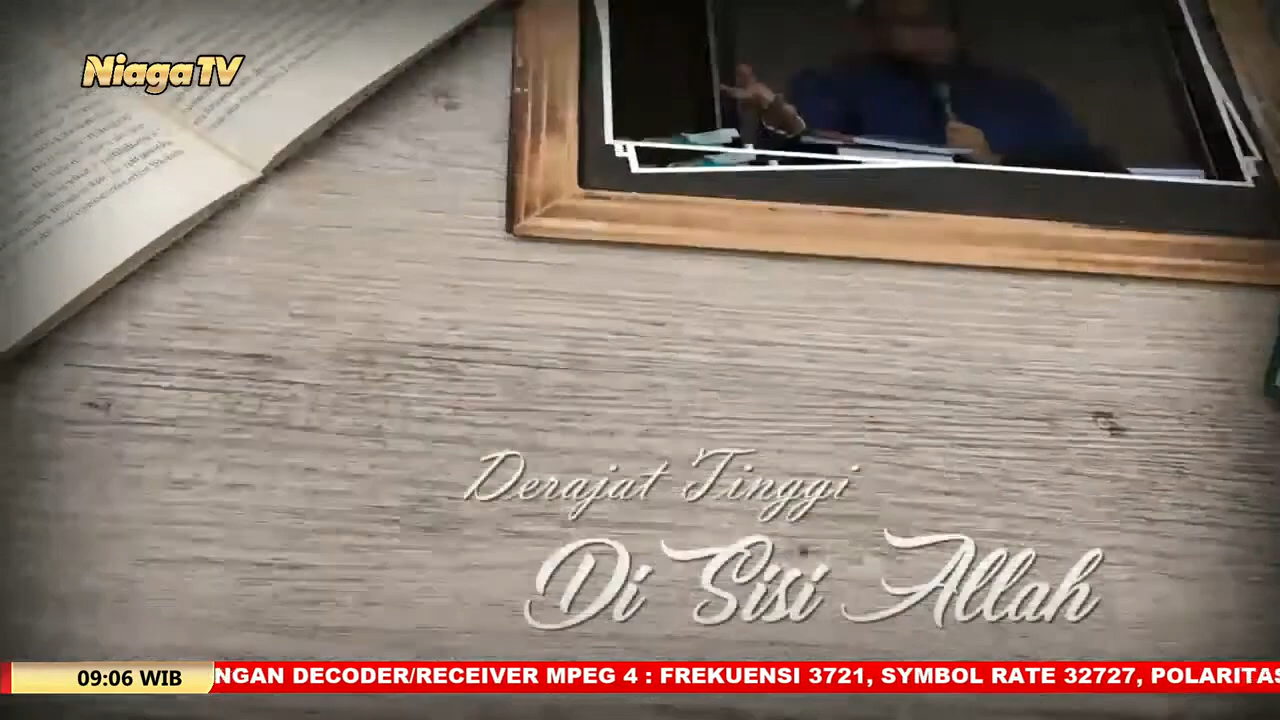 NiagaTV
Derajat Tinggi
Di Sisi Allah
09:06 WIB
NGAN DECODER/RECEIVER MPEG 4 : FREKUENSI 3721, SYMBOL RATE 32727, POLARITAS